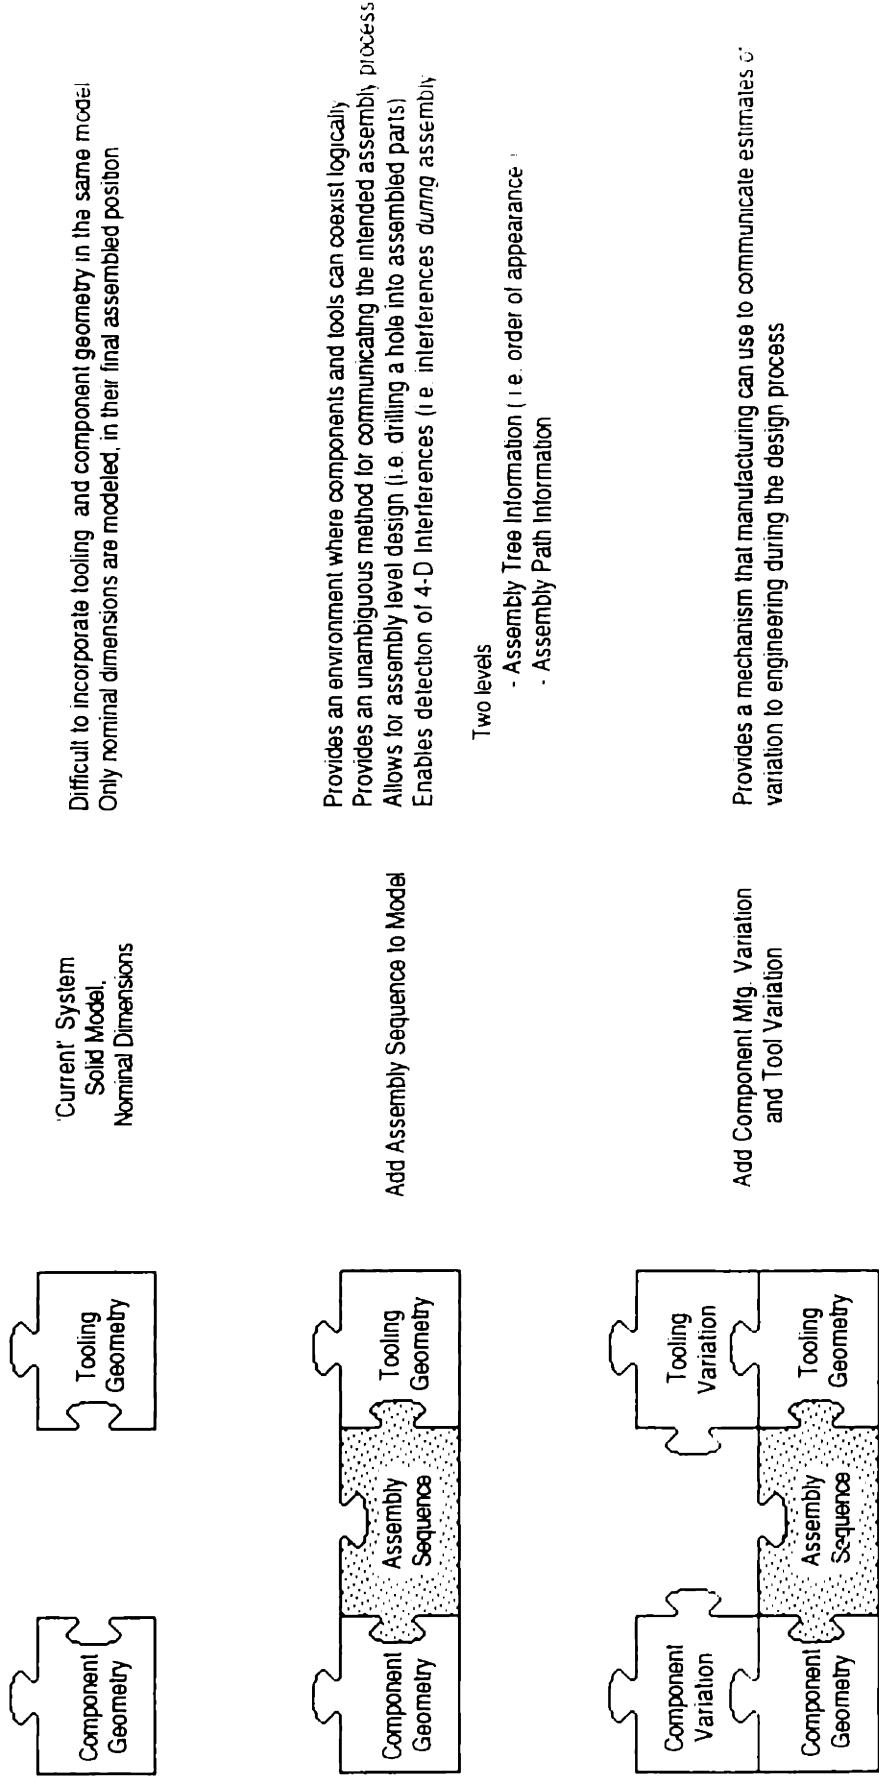 Component
Geometry
Tooling
Geometry
'Current' System
Solid Model,
Nominal Dimensions
Difficult to incorporate tooling and component geometry in the same model
Only nominal dimensions are modeled, in their final assembled position
Component
Geometry
Assembly
Sequence
Tooling
Geometry
Add Assembly Sequence to Model
Provides an environment where components and tools can coexist logically
Provides an unambiguous method for communicating the intended assembly process
Allows for assembly level design (i.e. drilling a hole into assembled parts)
Enables detection of 4-D Interferences (i.e. interferences during assembly
Two levels
- Assembly Tree Information ( i.e. order of appearance
- Assembly Path Information
Component
Variation
Tooling
Variation
Component
Geometry
Assembly
Sequence
Tooling
Geometry
Add Component Mfg. Variation
and Tool Variation
Provides a mechanism that manufacturing can use to communicate estimates
variation to engineering during the design process